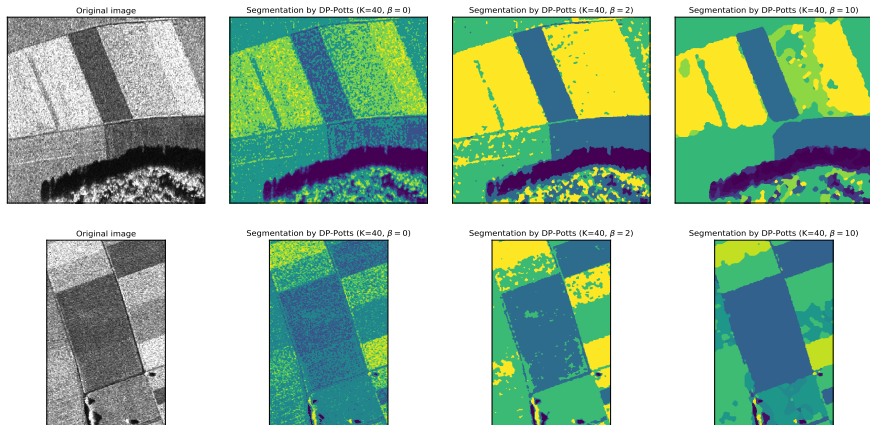 Original image
Segmentation by DP-Potts (K=40, β = 0)
Segmentation by DP-Potts (K=40, β = 2)
Segmentation by DP-Potts (K=40, β = 10)
Original image
Segmentation by DP-Potts (K=40, β = 0)
Segmentation by DP-Potts (K=40, β = 2)
Segmentation by DP-Potts (K=40, β = 10)